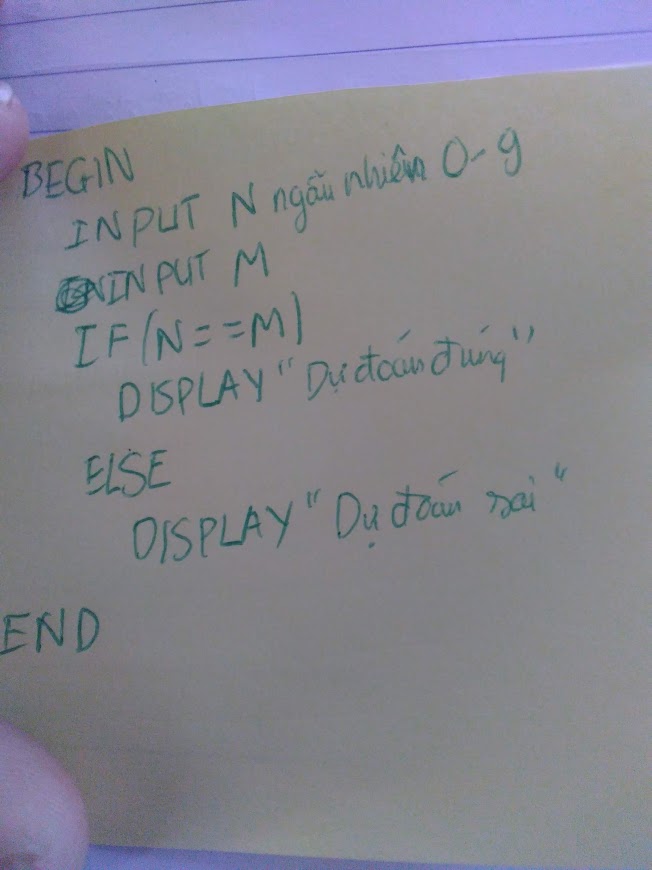 BEGIN
INPUT N ngẫu nhiên 0-9
INPUT M
IF(N==M)
DISPLAY "Dự đoán đúng"
ELSE
DISPLAY "Dự đoán sai"
END